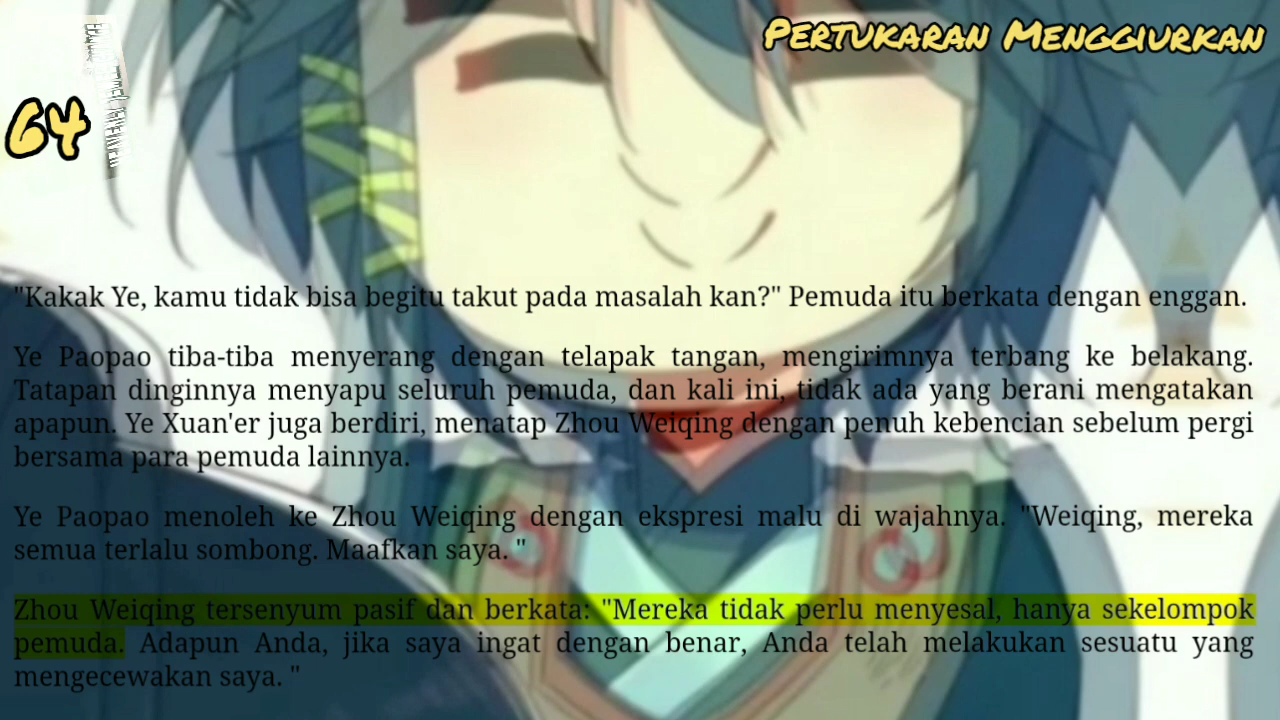 Pertukaran Menggiurkan
64
"Kakak Ye, kamu tidak bisa begitu takut pada masalah kan?" Pemuda itu berkata dengan enggan.
Ye Paopao tiba-tiba menyerang dengan telapak tangan, mengirimnya terbang ke belakang.
Tatapan dinginnya menyapu seluruh pemuda, dan kali ini, tidak ada yang berani mengatakan
apapun. Ye Xuan'er juga berdiri, menatap Zhou Weiqing dengan penuh kebencian sebelum pergi
bersama para pemuda lainnya.
Ye Paopao menoleh ke Zhou Weiqing dengan ekspresi malu di wajahnya. "Weiqing, mereka
semua terlalu sombong. Maafkan saya. "
Zhou Weiqing tersenyum pasif dan berkata: "Mereka tidak perlu menyesal, hanya sekelompok
pemuda. Adapun Anda, jika saya ingat dengan benar, Anda telah melakukan sesuatu yang
mengecewakan saya. "